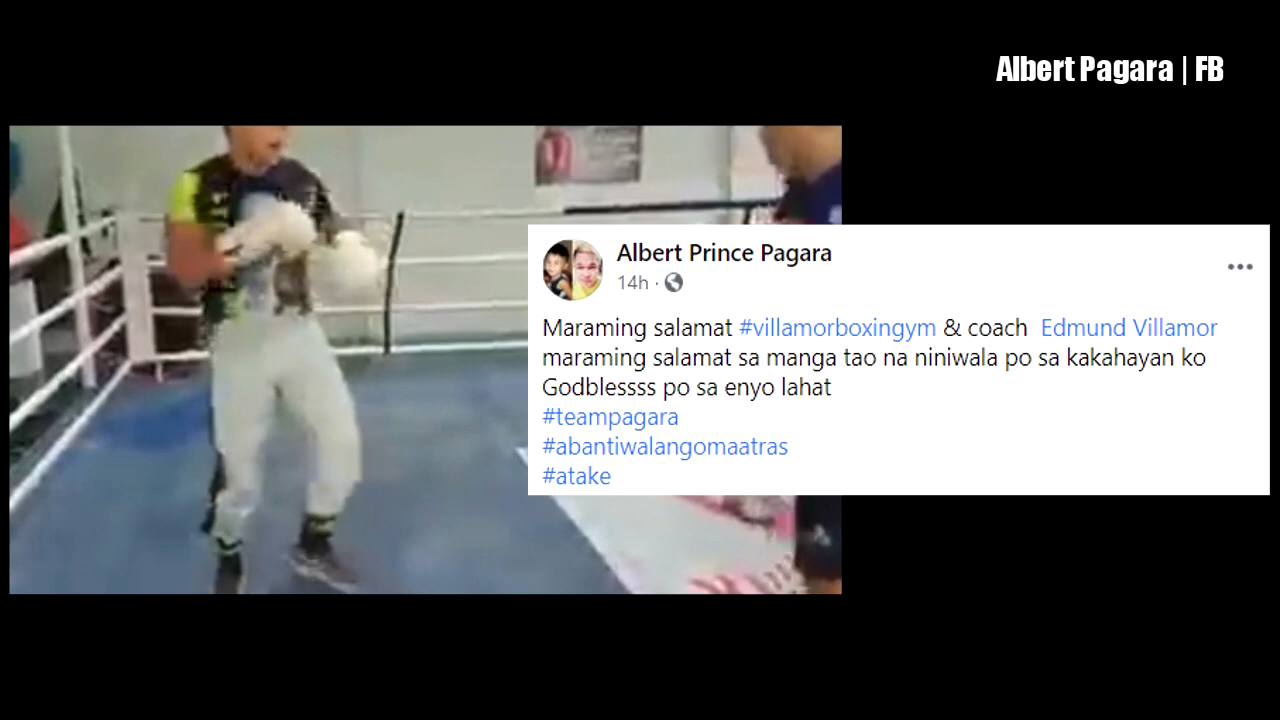 Albert Pagara | FB
Albert Prince Pagara
14h ·
Maraming salamat #villamorboxingym & coach Edmund Villamor
maraming salamat sa manga tao na niniwala po sa kakahayan ko
Godblessss po sa enyo lahat
#teampagara
#abantiwalangomaatras
#atake